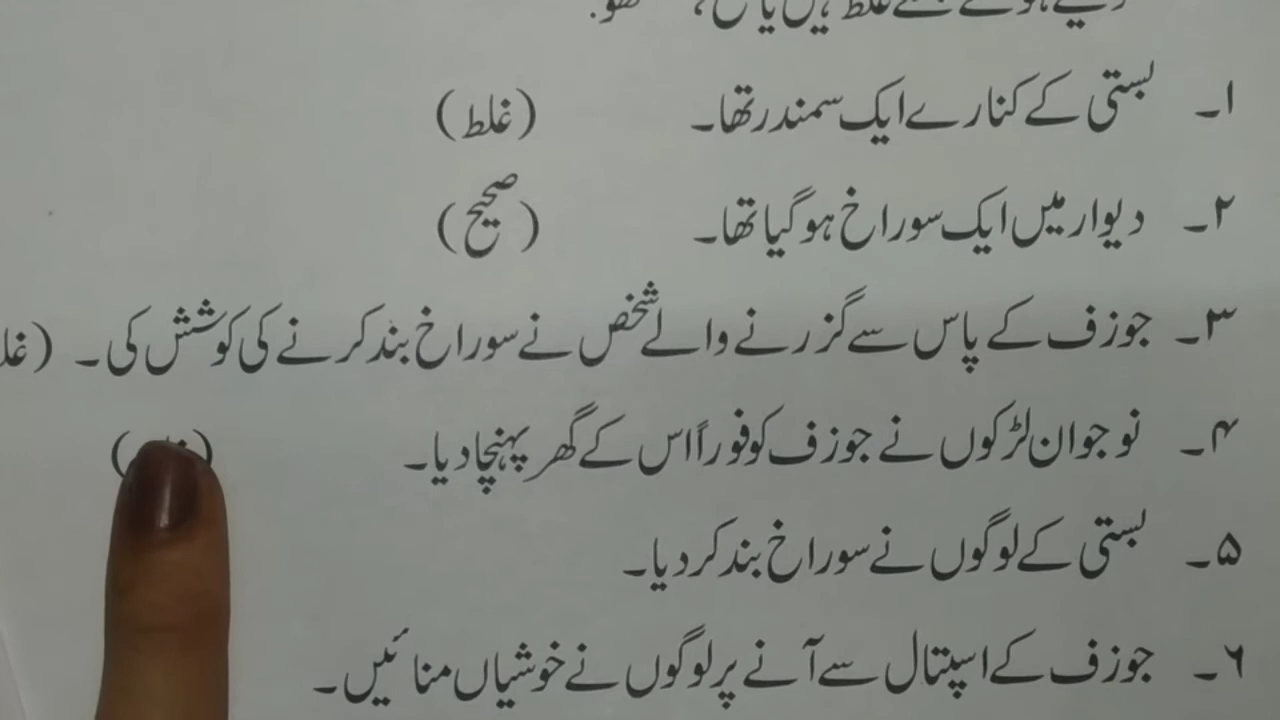 غلط ہیں یا
۱۔ بستی کے کنارے ایک سمندر تھا۔ (غلط)
۲۔ دیوار میں ایک سوراخ ہو گیا تھا۔ (صحیح)
۳۔ جوزف کے پاس سے گزرنے والے شخص نے سوراخ بند کرنے کی کوشش کی۔
۴۔ نوجوان لڑکوں نے جوزف کو فوراً اس کے گھر پہنچا دیا۔
۵۔ بستی کے لوگوں نے سوراخ بند کر دیا۔
۶۔ جوزف کے اسپتال سے آنے پر لوگوں نے خوشیاں منائیں۔